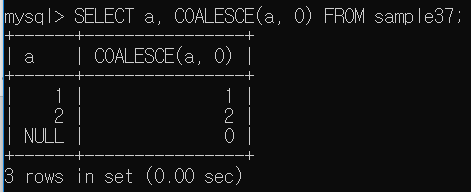 mysql> SELECT a, COALESCE(a, 0) FROM sample37;
+------+----------------+
| a    | COALESCE(a, 0) |
+------+----------------+
|    1 |              1 |
|    2 |              2 |
| NULL |              0 |
+------+----------------+
3 rows in set (0.00 sec)